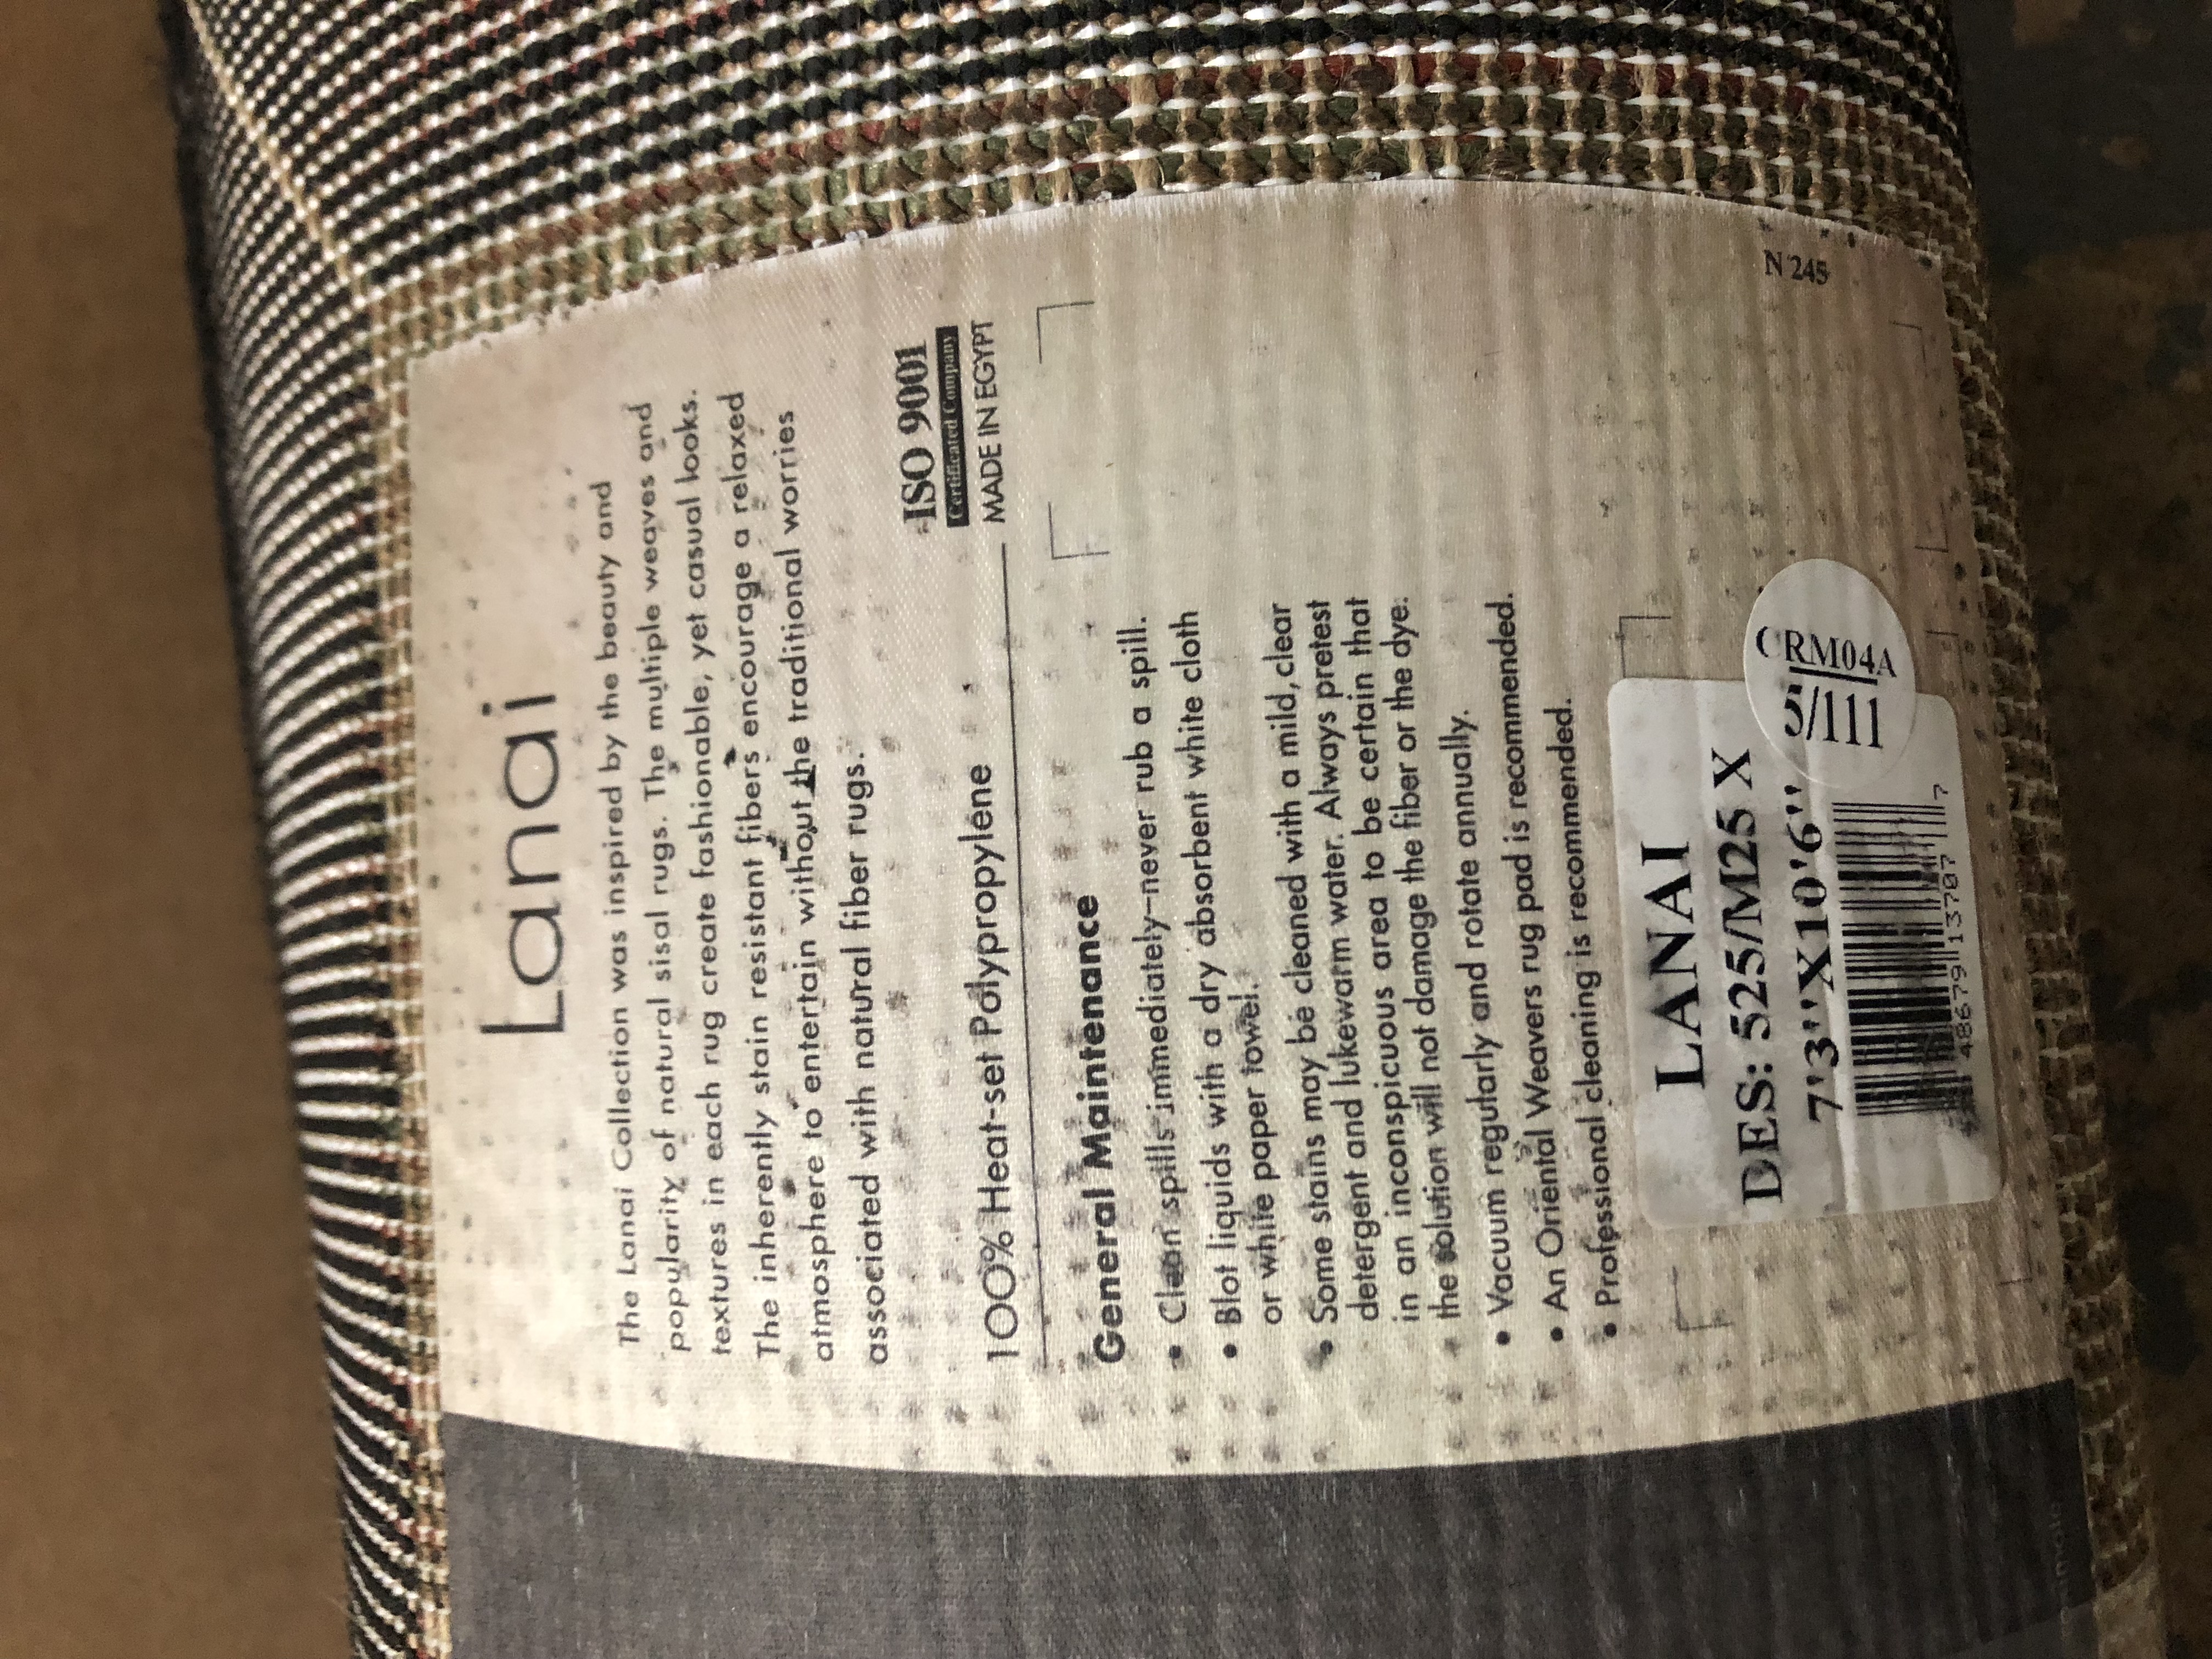 Lanai
The Lanai Collection was inspired by the beauty and
popularity of natural sisal rugs. The multiple weaves and
textures in each rug create fashionable, yet casual looks.
The inherently stain resistant fibers encourage a relaxed
atmosphere to entertain without the traditional worries
associated with natural fiber rugs.
ISO 9001
Certificated Company
100% Heat-set Polypropylene
MADE IN EGYPT
General Maintenance
• Clean spills immediately-never rub a spill.
• Blot liquids with a dry absorbent white cloth
or white paper towel.
• Some stains may be cleaned with a mild, clear
detergent and lukewarm water. Always pretest
in an inconspicuous area to be certain that
the solution will not damage the fiber or the dye.
• Vacuum regularly and rotate annually.
• An Oriental Weavers rug pad is recommended.
• Professional cleaning is recommended.
LANAI
DES: 525/M25 X
7'3''X10'6''
CRM04A
5/111
48679 13707 7
N 245